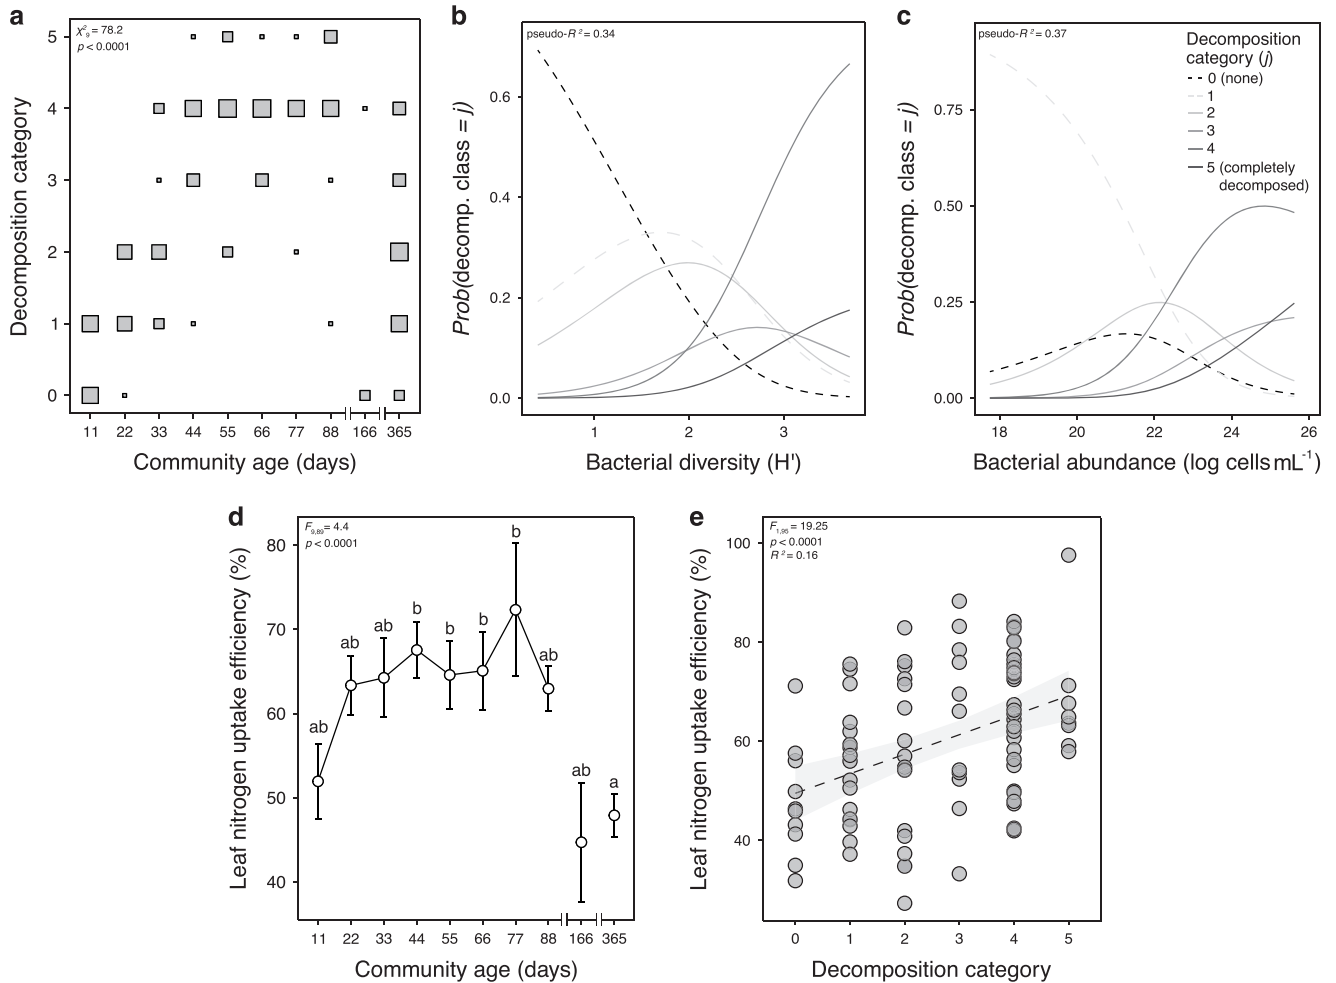 a
χ²₉ = 78.2
p < 0.0001
Decomposition category
5
4
3
2
1
0
11 22 33 44 55 66 77 88 166 365
Community age (days)
b
pseudo-R² = 0.34
Prob(decomp. class = j)
0.6
0.4
0.2
0.0
1 2 3
Bacterial diversity (H')
c
pseudo-R² = 0.37
Decomposition
category (j)
0 (none)
1
2
3
4
5 (completely
decomposed)
Prob(decomp. class = j)
0.75
0.50
0.25
0.00
18 20 22 24 26
Bacterial abundance (log cells mL⁻¹)
d
F₉,₈₉ = 4.4
p < 0.0001
Leaf nitrogen uptake efficiency (%)
80
70
60
50
40
ab ab ab b b b b ab ab a
11 22 33 44 55 66 77 88 166 365
Community age (days)
e
F₁,₉₅ = 19.25
p < 0.0001
R² = 0.16
Leaf nitrogen uptake efficiency (%)
100
80
60
40
0 1 2 3 4 5
Decomposition category